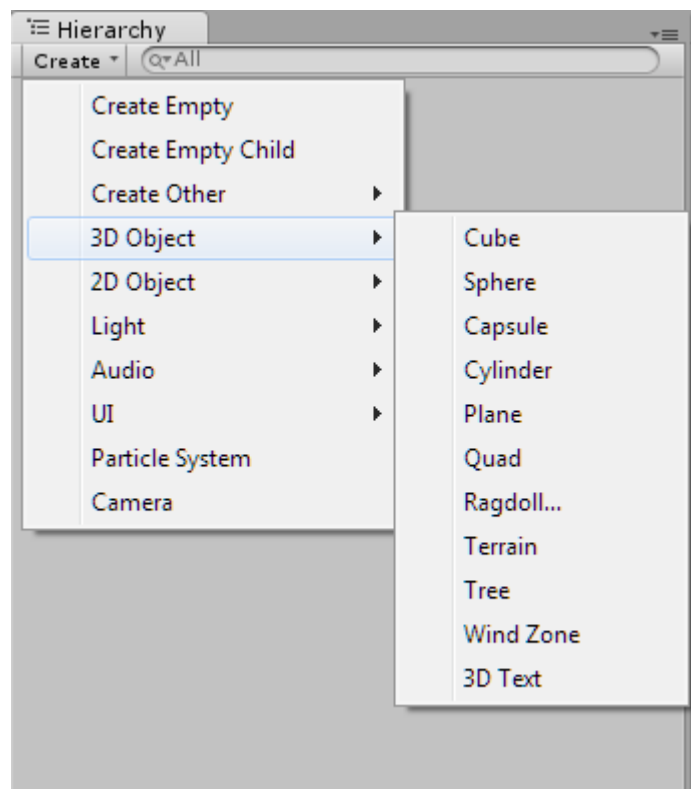 Hierarchy
Create
All
Create Empty
Create Empty Child
Create Other
3D Object
2D Object
Light
Audio
UI
Particle System
Camera
Cube
Sphere
Capsule
Cylinder
Plane
Quad
Ragdoll...
Terrain
Tree
Wind Zone
3D Text